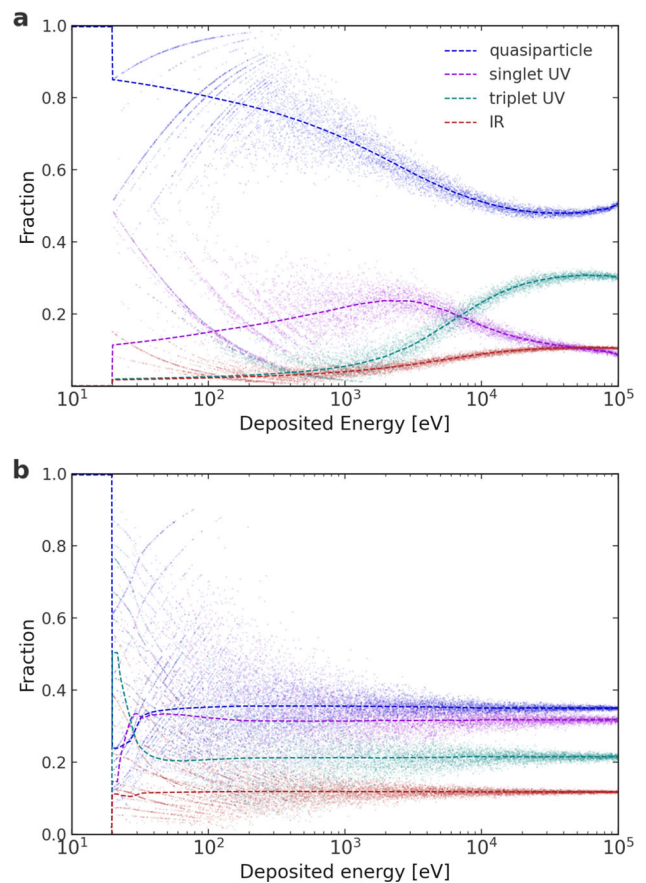 a
1.0
0.8
0.6
0.4
0.2
Fraction
quasiparticle
singlet UV
triplet UV
IR
10¹ 10² 10³ 10⁴ 10⁵
Deposited Energy [eV]
b
1.0
0.8
0.6
0.4
0.2
0.0
Fraction
10¹ 10² 10³ 10⁴ 10⁵
Deposited energy [eV]